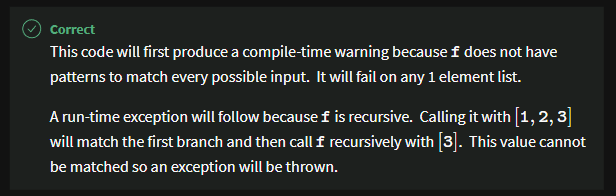 Correct
This code will first produce a compile-time warning because f does not have
patterns to match every possible input. It will fail on any 1 element list.
A run-time exception will follow because f is recursive. Calling it with [1, 2, 3]
will match the first branch and then call f recursively with [3]. This value cannot
be matched so an exception will be thrown.